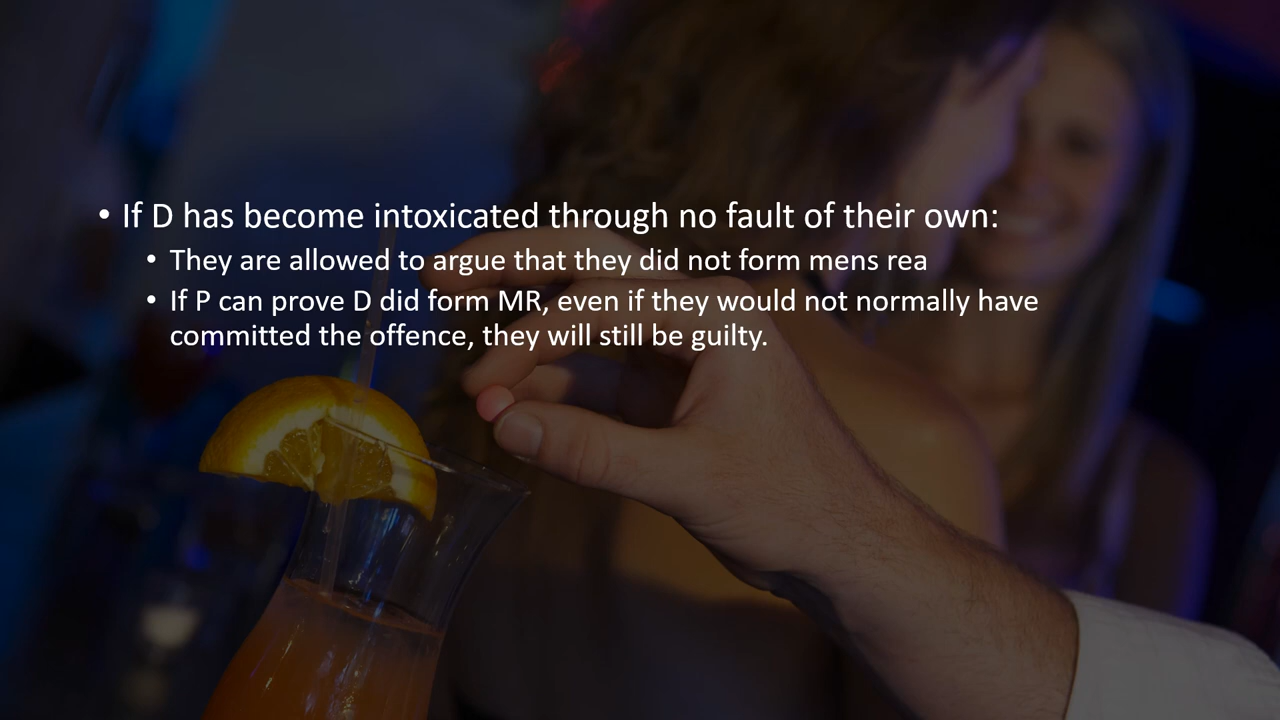 • If D has become intoxicated through no fault of their own:
• They are allowed to argue that they did not form mens rea
• If P can prove D did form MR, even if they would not normally have
committed the offence, they will still be guilty.